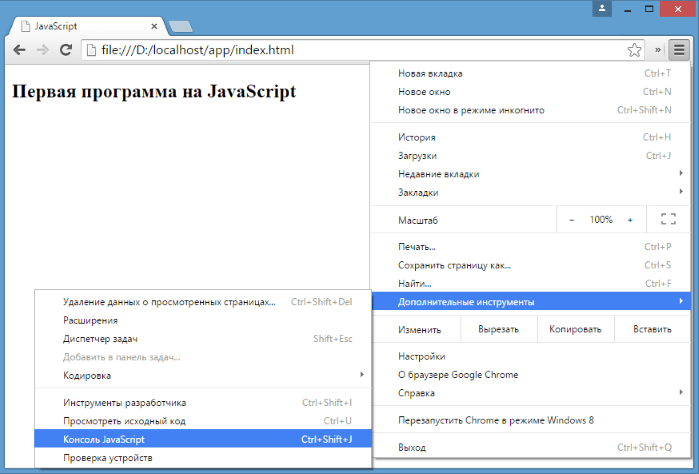 JavaScript
file:///D:/localhost/app/index.html
Первая программа на JavaScript
Новая вкладка Ctrl+T
Новое окно Ctrl+N
Новое окно в режиме инкогнито Ctrl+Shift+N
История Ctrl+H
Загрузки Ctrl+J
Недавние вкладки
Закладки
Масштаб − 100% +
Печать... Ctrl+P
Сохранить страницу как... Ctrl+S
Найти... Ctrl+F
Дополнительные инструменты
Изменить Вырезать Копировать Вставить
Настройки
О браузере Google Chrome
Справка
Перезапустить Chrome в режиме Windows 8
Выход Ctrl+Shift+Q
Удаление данных о просмотренных страницах... Ctrl+Shift+Del
Расширения
Диспетчер задач Shift+Esc
Добавить в панель задач...
Кодировка
Инструменты разработчика Ctrl+Shift+I
Просмотреть исходный код Ctrl+U
Консоль JavaScript Ctrl+Shift+J
Проверка устройств